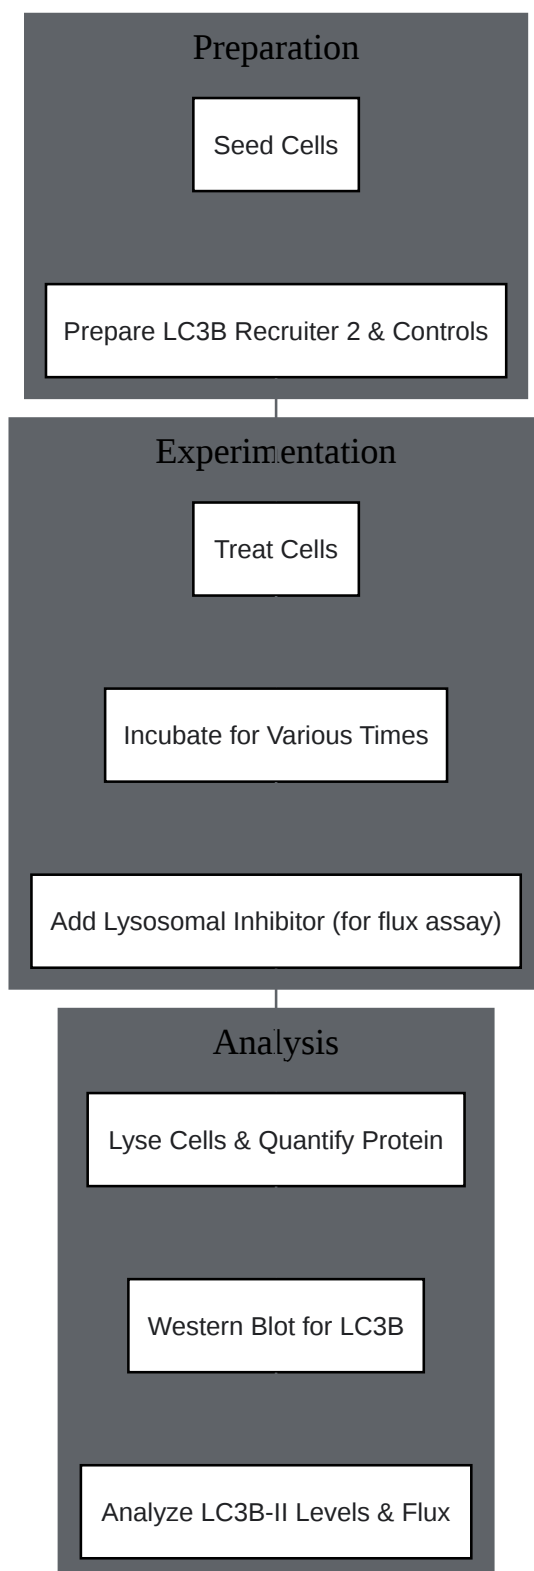 Preparation
Seed Cells
Prepare LC3B Recruiter 2 & Controls
Experimentation
Treat Cells
Incubate for Various Times
Add Lysosomal Inhibitor (for flux assay)
Analysis
Lyse Cells & Quantify Protein
Western Blot for LC3B
Analyze LC3B-II Levels & Flux